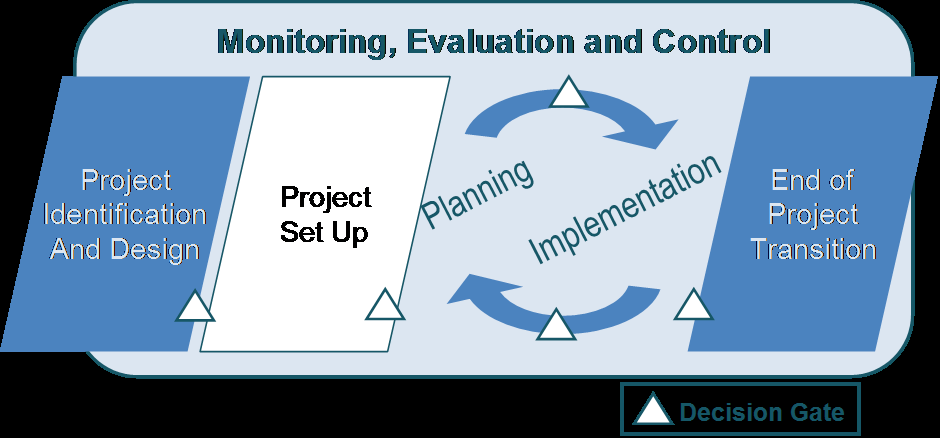 Monitoring, Evaluation and Control
Project
Identification
And Design
Project
Set Up
Planning
Implementation
End of
Project
Transition
Decision Gate